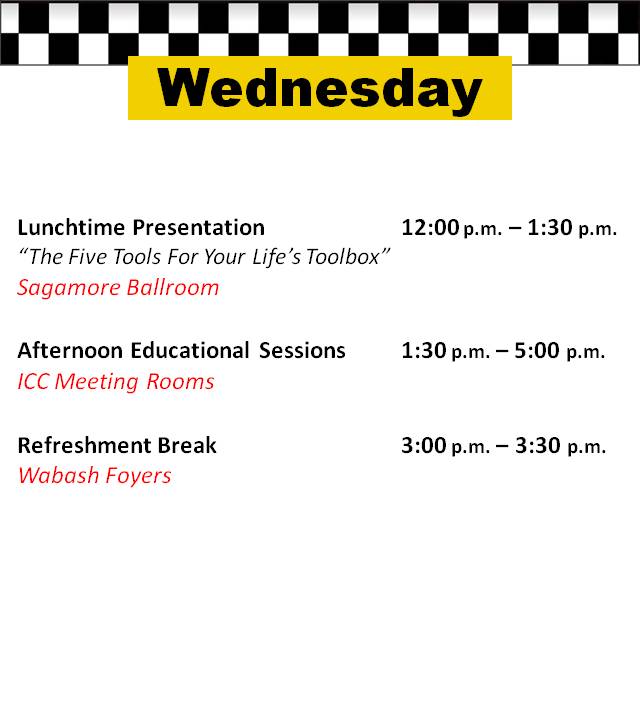 Wednesday
Lunchtime Presentation 12:00 p.m. – 1:30 p.m.
“The Five Tools For Your Life’s Toolbox”
Sagamore Ballroom
Afternoon Educational Sessions 1:30 p.m. – 5:00 p.m.
ICC Meeting Rooms
Refreshment Break 3:00 p.m. – 3:30 p.m.
Wabash Foyers